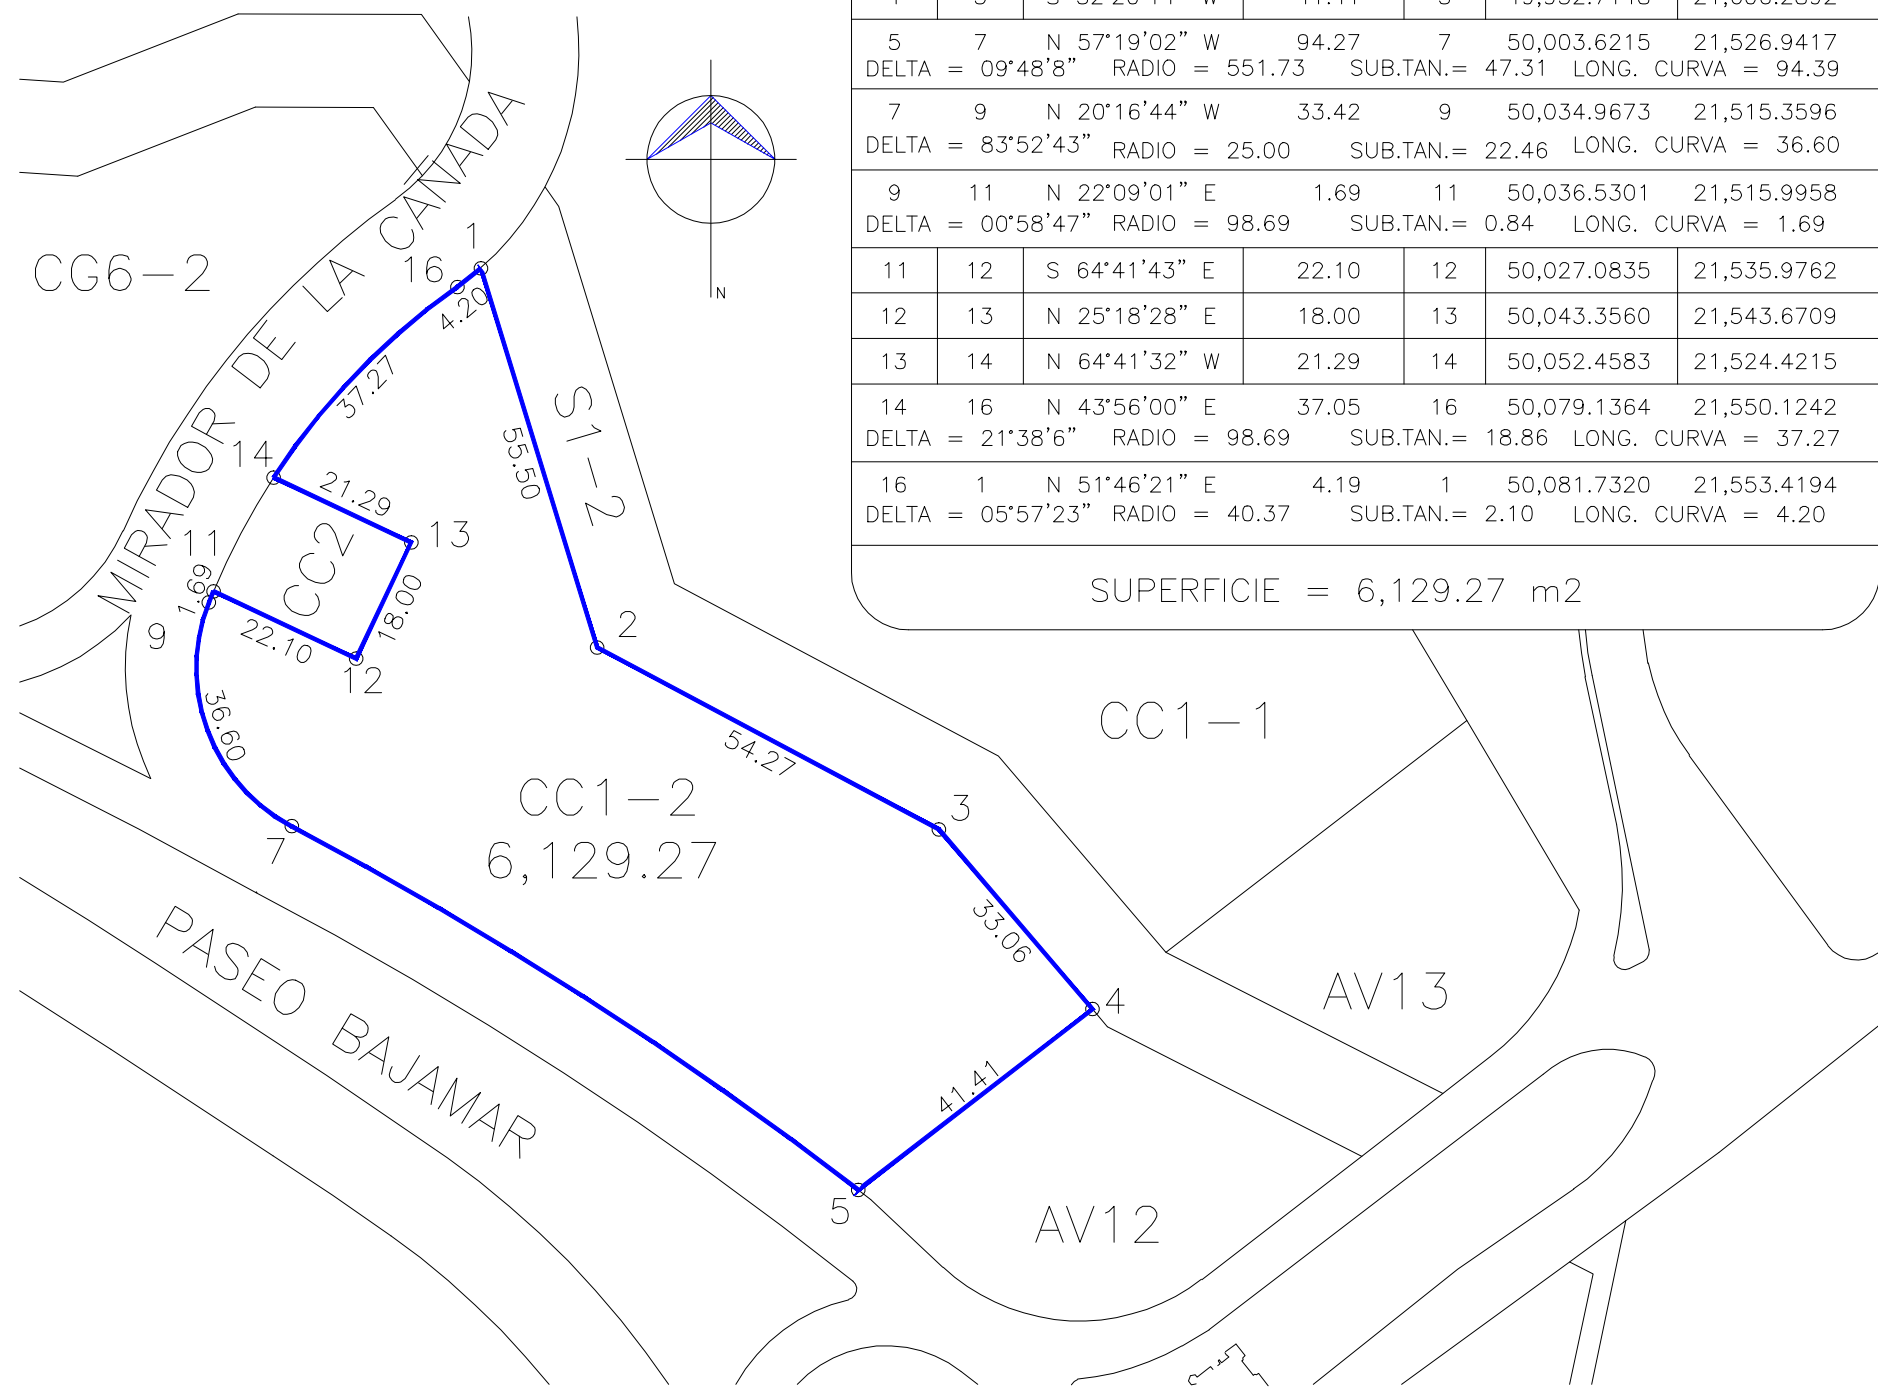 5 7 N 57°19'02" W 94.27 7 50,003.6215 21,526.9417
DELTA = 09°48'8" RADIO = 551.73 SUB.TAN.= 47.31 LONG. CURVA = 94.39
7 9 N 20°16'44" W 33.42 9 50,034.9673 21,515.3596
DELTA = 83°52'43" RADIO = 25.00 SUB.TAN.= 22.46 LONG. CURVA = 36.60
9 11 N 22°09'01" E 1.69 11 50,036.5301 21,515.9958
DELTA = 00°58'47" RADIO = 98.69 SUB.TAN.= 0.84 LONG. CURVA = 1.69
11 12 S 64°41'43" E 22.10 12 50,027.0835 21,535.9762
12 13 N 25°18'28" E 18.00 13 50,043.3560 21,543.6709
13 14 N 64°41'32" W 21.29 14 50,052.4583 21,524.4215
14 16 N 43°56'00" E 37.05 16 50,079.1364 21,550.1242
DELTA = 21°38'6" RADIO = 98.69 SUB.TAN.= 18.86 LONG. CURVA = 37.27
16 1 N 51°46'21" E 4.19 1 50,081.7320 21,553.4194
DELTA = 05°57'23" RADIO = 40.37 SUB.TAN.= 2.10 LONG. CURVA = 4.20
SUPERFICIE = 6,129.27 m2
N
CG6-2
MIRADOR DE LA CAÑADA
1
16
4.20
37.27
55.50
S1-2
14
21.29
13
CC2
11
1.69
18.00
9
22.10
12
2
36.60
54.27
CC1-1
CC1-2
6,129.27
3
7
33.06
PASEO BAJAMAR
4
AV13
41.41
5
AV12